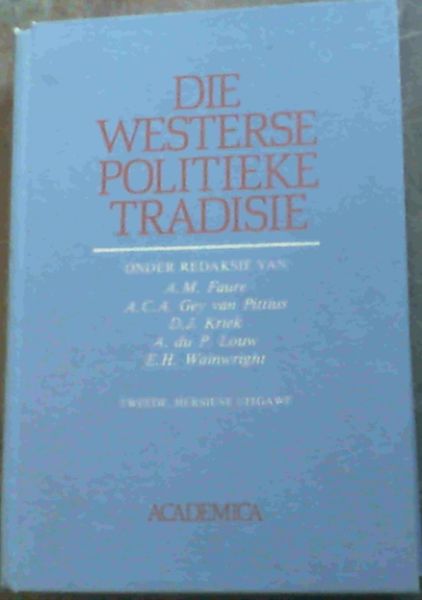 DIE
WESTERSE
POLITIEKE
TRADISIE
ONDER REDAKSIE VAN
A.M. Faure
A.C.A. Gey van Pittius
D.J. Kriek
A. du P. Louw
E.H. Wainwright
TWEEDE, HERSIENE UITGAWE
ACADEMICA